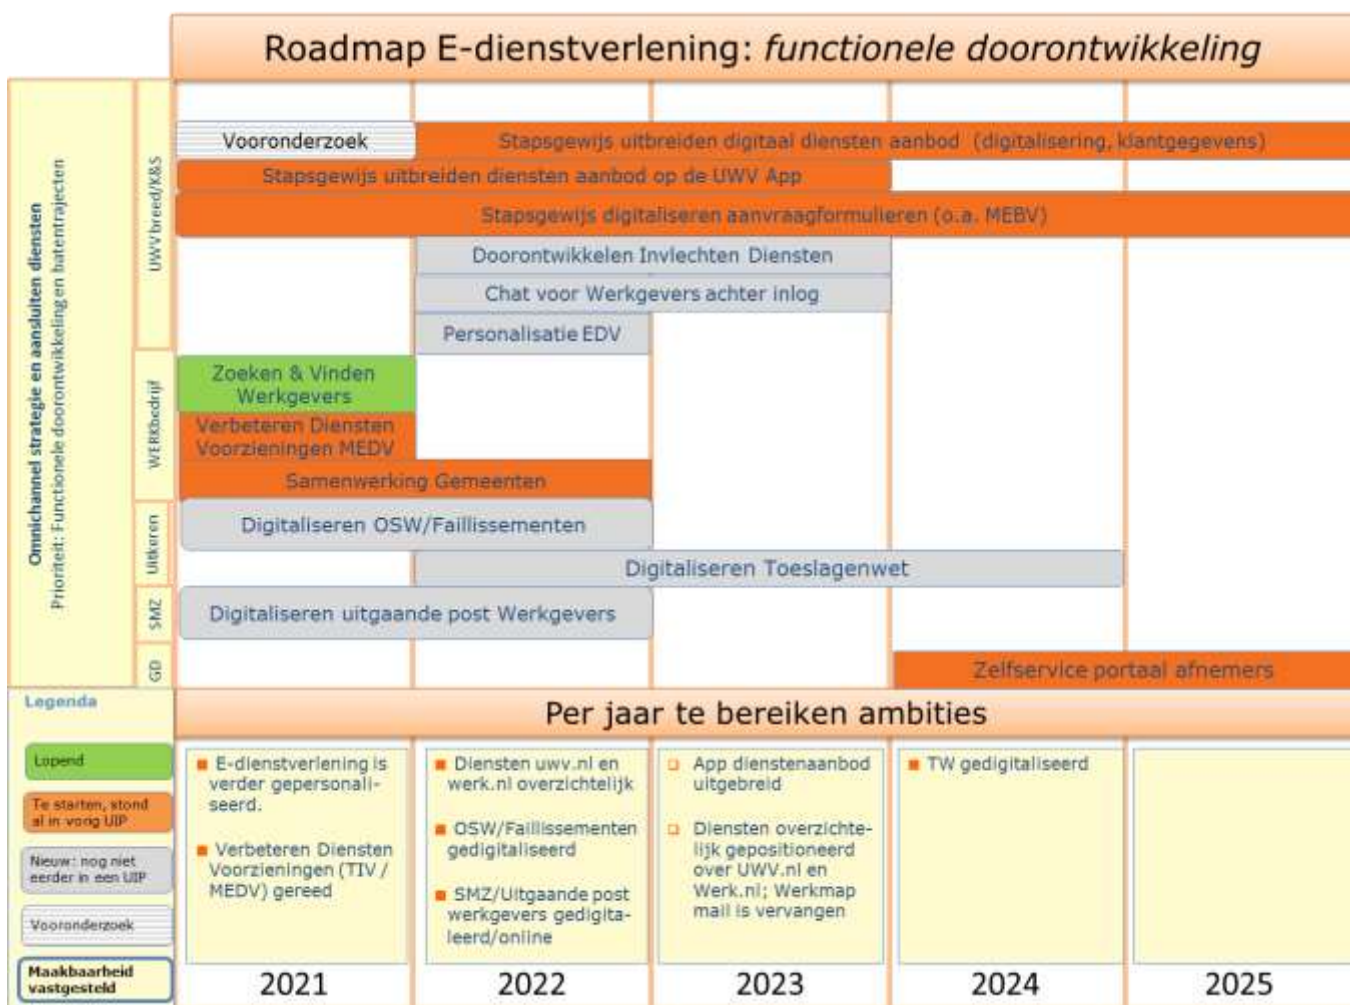 Roadmap E-dienstverlening: functionele doorontwikkeling
Omnichannel strategie en aansluiten diensten
Prioriteit: Functionele doorontwikkeling en batentrajecten
UWV breed/K&S
Vooronderzoek
Stapsgewijs uitbreiden digitaal diensten aanbod (digitalisering, klantgegevens)
Stapsgewijs uitbreiden diensten aanbod op de UWV App
Stapsgewijs digitaliseren aanvraagformulieren (o.a. MEBV)
Doorontwikkelen Invlechten Diensten
Chat voor Werkgevers achter inlog
Personalisatie EDV
WERKbedrijf
Zoeken & Vinden
Werkgevers
Verbeteren Diensten
Voorzieningen MEDV
Samenwerking Gemeenten
Uitkeren
Digitaliseren OSW/Faillissementen
Digitaliseren Toeslagenwet
SMZ
Digitaliseren uitgaande post Werkgevers
GD
Zelfservice portaal afnemers
Legenda
Lopend
Te starten, stond
al in vorig UIP
Nieuw: nog niet
eerder in een UIP
Vooronderzoek
Maakbaarheid
vastgesteld
Per jaar te bereiken ambities
E-dienstverlening is
verder gepersonali-
seerd.
Verbeteren Diensten
Voorzieningen (TIV /
MEDV) gereed
2021
Diensten uwv.nl en
werk.nl overzichtelijk
OSW/Faillissementen
gedigitaliseerd
SMZ/Uitgaande post
werkgevers gedigita-
leerd/online
2022
App dienstenaanbod
uitgebreid
Diensten overzichte-
lijk gepositioneerd
over UWV.nl en
Werk.nl; Werkmap
mail is vervangen
2023
TW gedigitaliseerd
2024
2025